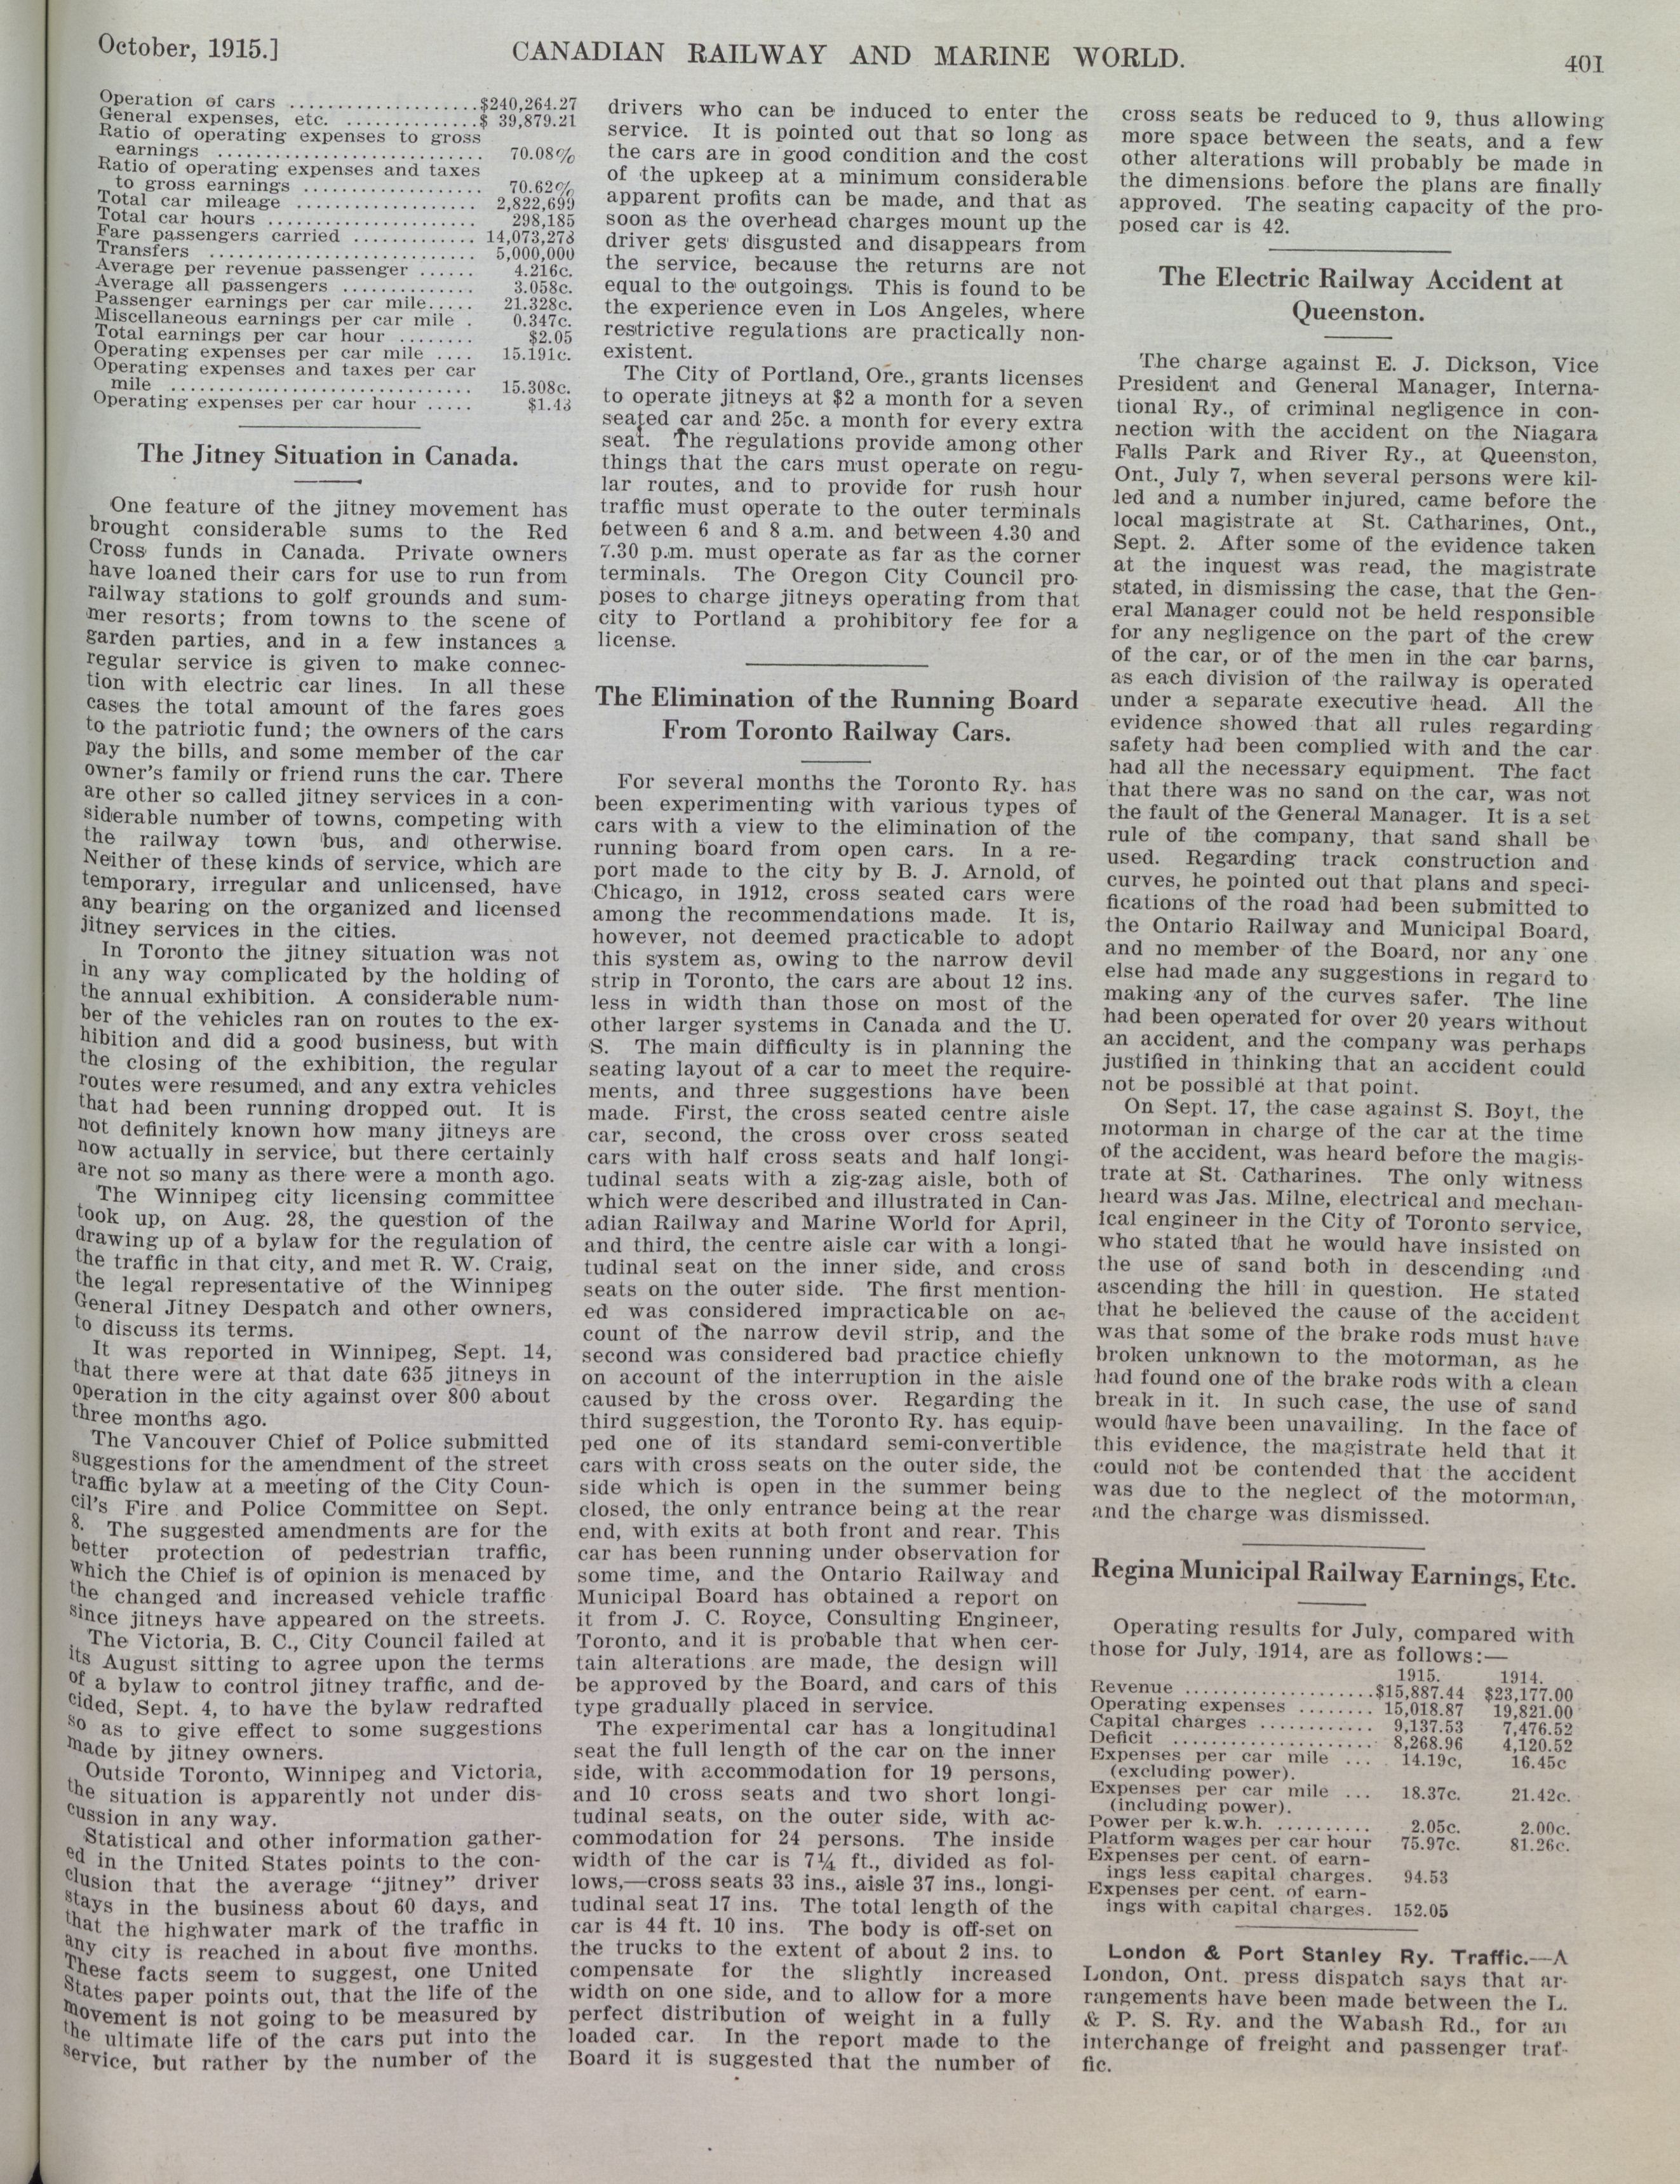 October, 1915.]
CANADIAN RAILWAY AND MARINE WORLD.
401
Operation of cars ....................$240,264.27
General expenses, etc. ..............$ 39,879.21
Ratio of operating expenses to gross
earnings ........................... 70.08%
Ratio of operating expenses and taxes
to gross earnings .................. 70.62%
Total car mileage .................. 2,822,699
Total car hours ..................... 298,185
Fare passengers carried ............. 14,073,273
Transfers ........................... 5,000,000
Average per revenue passenger ...... 4.216c.
Average all passengers ............. 3.058c.
Passenger earnings per car mile..... 21.328c.
Miscellaneous earnings per car mile . 0.347c.
Total earnings per car hour ........ $2.05
Operating expenses per car mile .... 15.191c.
Operating expenses and taxes per car
mile .............................. 15.308c.
Operating expenses per car hour ..... $1.43
The Jitney Situation in Canada.
One feature of the jitney movement has
brought considerable sums to the Red
Cross funds in Canada. Private owners
have loaned their cars for use to run from
railway stations to golf grounds and sum-
mer resorts; from towns to the scene of
garden parties, and in a few instances a
regular service is given to make connec-
tion with electric car lines. In all these
cases the total amount of the fares goes
to the patriotic fund; the owners of the cars
pay the bills, and some member of the car
owner's family or friend runs the car. There
are other so called jitney services in a con-
siderable number of towns, competing with
the railway town bus, and otherwise.
Neither of these kinds of service, which are
temporary, irregular and unlicensed, have
any bearing on the organized and licensed
jitney services in the cities.
In Toronto the jitney situation was not
in any way complicated by the holding of
the annual exhibition. A considerable num-
ber of the vehicles ran on routes to the ex-
hibition and did a good business, but with
the closing of the exhibition, the regular
routes were resumed, and any extra vehicles
that had been running dropped out. It is
not definitely known how many jitneys are
now actually in service, but there certainly
are not so many as there were a month ago.
The Winnipeg city licensing committee
took up, on Aug. 28, the question of the
drawing up of a bylaw for the regulation of
the traffic in that city, and met R. W. Craig,
the legal representative of the Winnipeg
General Jitney Despatch and other owners,
to discuss its terms.
It was reported in Winnipeg, Sept. 14,
that there were at that date 635 jitneys in
operation in the city against over 800 about
three months ago.
The Vancouver Chief of Police submitted
suggestions for the amendment of the street
traffic bylaw at a meeting of the City Coun-
cil's Fire and Police Committee on Sept.
8. The suggested amendments are for the
better protection of pedestrian traffic,
which the Chief is of opinion is menaced by
the changed and increased vehicle traffic
since jitneys have appeared on the streets.
The Victoria, B. C., City Council failed at
its August sitting to agree upon the terms
of a bylaw to control jitney traffic, and de-
cided, Sept. 4, to have the bylaw redrafted
so as to give effect to some suggestions
made by jitney owners.
Outside Toronto, Winnipeg and Victoria,
the situation is apparently not under dis-
cussion in any way.
Statistical and other information gather-
ed in the United States points to the con-
clusion that the average "jitney" driver
stays in the business about 60 days, and
that the highwater mark of the traffic in
any city is reached in about five months.
These facts seem to suggest, one United
States paper points out, that the life of the
movement is not going to be measured by
the ultimate life of the cars put into the
service, but rather by the number of the
drivers who can be induced to enter the
service. It is pointed out that so long as
the cars are in good condition and the cost
of the upkeep at a minimum considerable
apparent profits can be made, and that as
soon as the overhead charges mount up the
driver gets disgusted and disappears from
the service, because the returns are not
equal to the outgoings. This is found to be
the experience even in Los Angeles, where
restrictive regulations are practically non-
existent.
The City of Portland, Ore., grants licenses
to operate jitneys at $2 a month for a seven
seated car and 25c. a month for every extra
seat. The regulations provide among other
things that the cars must operate on regu-
lar routes, and to provide for rush hour
traffic must operate to the outer terminals
between 6 and 8 a.m. and between 4.30 and
7.30 p.m. must operate as far as the corner
terminals. The Oregon City Council pro-
poses to charge jitneys operating from that
city to Portland a prohibitory fee for a
license.
The Elimination of the Running Board
From Toronto Railway Cars.
For several months the Toronto Ry. has
been experimenting with various types of
cars with a view to the elimination of the
running board from open cars. In a re-
port made to the city by B. J. Arnold, of
Chicago, in 1912, cross seated cars were
among the recommendations made. It is,
however, not deemed practicable to adopt
this system as, owing to the narrow devil
strip in Toronto, the cars are about 12 ins.
less in width than those on most of the
other larger systems in Canada and the U.
S. The main difficulty is in planning the
seating layout of a car to meet the require-
ments, and three suggestions have been
made. First, the cross seated centre aisle
car, second, the cross over cross seated
cars with half cross seats and half longi-
tudinal seats with a zig-zag aisle, both of
which were described and illustrated in Can-
adian Railway and Marine World for April,
and third, the centre aisle car with a longi-
tudinal seat on the inner side, and cross
seats on the outer side. The first mention-
ed was considered impracticable on ac-
count of the narrow devil strip, and the
second was considered bad practice chiefly
on account of the interruption in the aisle
caused by the cross over. Regarding the
third suggestion, the Toronto Ry. has equip-
ped one of its standard semi-convertible
cars with cross seats on the outer side, the
side which is open in the summer being
closed, the only entrance being at the rear
end, with exits at both front and rear. This
car has been running under observation for
some time, and the Ontario Railway and
Municipal Board has obtained a report on
it from J. C. Royce, Consulting Engineer,
Toronto, and it is probable that when cer-
tain alterations are made, the design will
be approved by the Board, and cars of this
type gradually placed in service.
The experimental car has a longitudinal
seat the full length of the car on the inner
side, with accommodation for 19 persons,
and 10 cross seats and two short longi-
tudinal seats, on the outer side, with ac-
commodation for 24 persons. The inside
width of the car is 7¼ ft., divided as fol-
lows,—cross seats 33 ins., aisle 37 ins., longi-
tudinal seat 17 ins. The total length of the
car is 44 ft. 10 ins. The body is off-set on
the trucks to the extent of about 2 ins. to
compensate for the slightly increased
width on one side, and to allow for a more
perfect distribution of weight in a fully
loaded car. In the report made to the
Board it is suggested that the number of
cross seats be reduced to 9, thus allowing
more space between the seats, and a few
other alterations will probably be made in
the dimensions before the plans are finally
approved. The seating capacity of the pro-
posed car is 42.
The Electric Railway Accident at
Queenston.
The charge against E. J. Dickson, Vice
President and General Manager, Interna-
tional Ry., of criminal negligence in con-
nection with the accident on the Niagara
Falls Park and River Ry., at Queenston,
Ont., July 7, when several persons were kil-
led and a number injured, came before the
local magistrate at St. Catharines, Ont.,
Sept. 2. After some of the evidence taken
at the inquest was read, the magistrate
stated, in dismissing the case, that the Gen-
eral Manager could not be held responsible
for any negligence on the part of the crew
of the car, or of the men in the car barns,
as each division of the railway is operated
under a separate executive head. All the
evidence showed that all rules regarding
safety had been complied with and the car
had all the necessary equipment. The fact
that there was no sand on the car, was not
the fault of the General Manager. It is a set
rule of the company, that sand shall be
used. Regarding track construction and
curves, he pointed out that plans and speci-
fications of the road had been submitted to
the Ontario Railway and Municipal Board,
and no member of the Board, nor any one
else had made any suggestions in regard to
making any of the curves safer. The line
had been operated for over 20 years without
an accident, and the company was perhaps
justified in thinking that an accident could
not be possible at that point.
On Sept. 17, the case against S. Boyt, the
motorman in charge of the car at the time
of the accident, was heard before the magis-
trate at St. Catharines. The only witness
heard was Jas. Milne, electrical and mechan-
ical engineer in the City of Toronto service,
who stated that he would have insisted on
the use of sand both in descending and
ascending the hill in question. He stated
that he believed the cause of the accident
was that some of the brake rods must have
broken unknown to the motorman, as he
had found one of the brake rods with a clean
break in it. In such case, the use of sand
would have been unavailing. In the face of
this evidence, the magistrate held that it
could not be contended that the accident
was due to the neglect of the motorman,
and the charge was dismissed.
Regina Municipal Railway Earnings, Etc.
Operating results for July, compared with
those for July, 1914, are as follows:—
1915. 1914.
Revenue ....................$15,887.44 $23,177.00
Operating expenses ........ 15,018.87 19,821.00
Capital charges ............ 9,137.53 7,476.52
Deficit ..................... 8,268.96 4,120.52
Expenses per car mile ... 14.19c, 16.45c
(excluding power).
Expenses per car mile ... 18.37c. 21.42c.
(including power).
Power per k.w.h. .......... 2.05c. 2.00c.
Platform wages per car hour 75.97c. 81.26c.
Expenses per cent. of earn-
ings less capital charges. 94.53
Expenses per cent. of earn-
ings with capital charges. 152.05
London & Port Stanley Ry. Traffic.—A
London, Ont. press dispatch says that ar-
rangements have been made between the L.
& P. S. Ry. and the Wabash Rd., for an
interchange of freight and passenger traf-
fic.